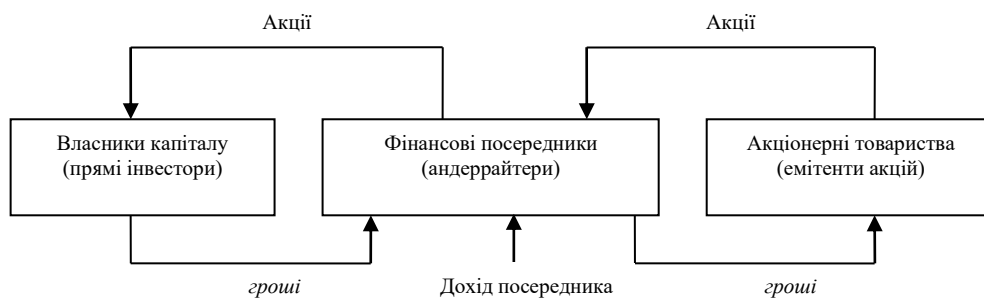 Акції
Акції
Власники капіталу
(прямі інвестори)
Фінансові посередники
(андеррайтери)
Акціонерні товариства
(емітенти акцій)
гроші
Дохід посередника
гроші